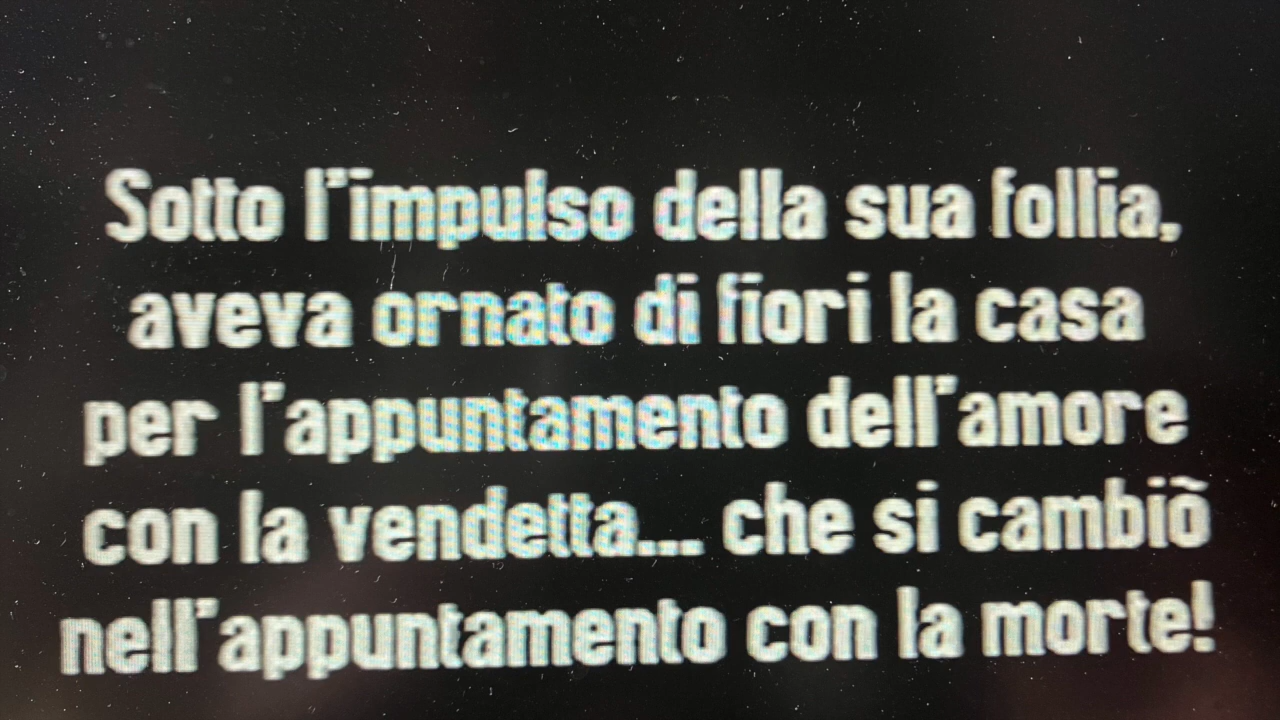 Sotto l'impulso della sua follia,
aveva ornato di fiori la casa
per l'appuntamento dell'amore
con la vendetta... che si cambiõ
nell'appuntamento con la morte!